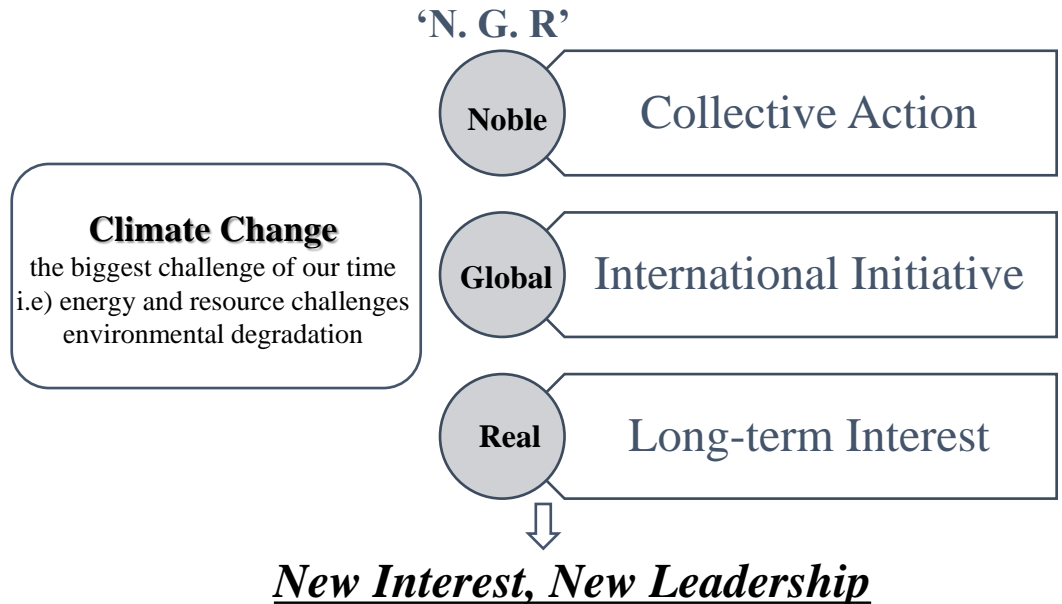 ‘N. G. R’
Noble
Collective Action
Climate Change
the biggest challenge of our time
i.e) energy and resource challenges
environmental degradation
Global
International Initiative
Real
Long-term Interest
New Interest, New Leadership